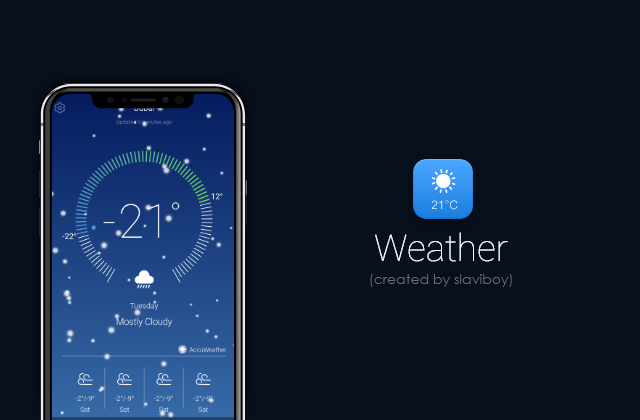 Dubai
Updated 5 minutes ago
12°
-21°
-22°
Tuesday
Mostly Cloudy
AccuWeather
-2°/-9° -2°/-9° -2°/-9° -2°/-9°
Sat Sat Sat Sat
21°C
Weather
(created by slaviboy)